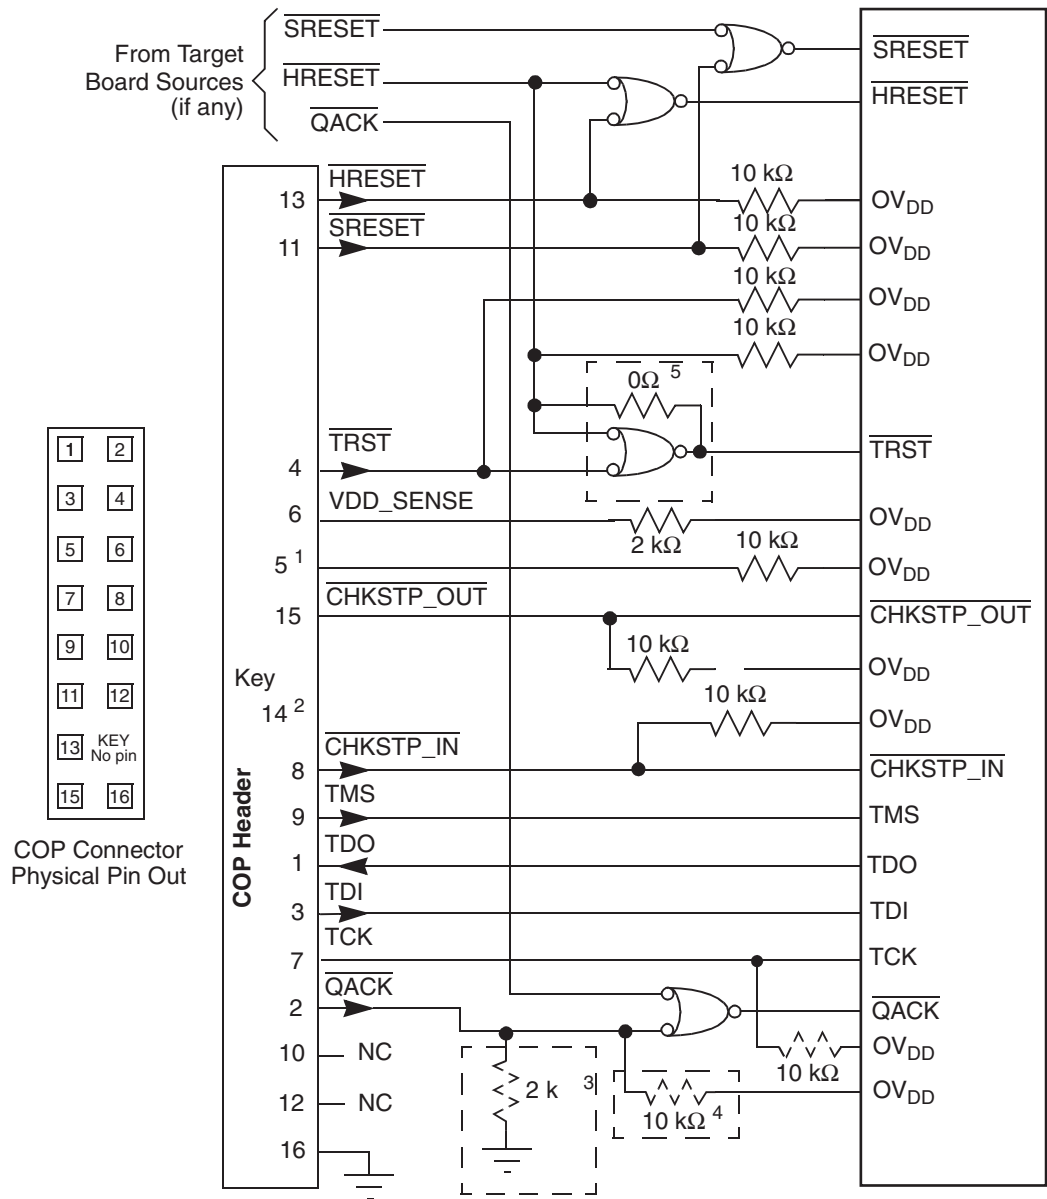 From Target
Board Sources
(if any)
SRESET
HRESET
QACK
SRESET
HRESET
13
HRESET
10 kΩ
OVDD
11
SRESET
10 kΩ
OVDD
10 kΩ
OVDD
10 kΩ
OVDD
0Ω 5
4
TRST
TRST
6
VDD_SENSE
2 kΩ
OVDD
5 1
10 kΩ
OVDD
15
CHKSTP_OUT
CHKSTP_OUT
10 kΩ
OVDD
Key
14 2
10 kΩ
OVDD
8
CHKSTP_IN
CHKSTP_IN
9
TMS
TMS
1
TDO
TDO
3
TDI
TDI
7
TCK
TCK
2
QACK
QACK
10 kΩ
OVDD
10
NC
2 k 3
10 kΩ 4
OVDD
12
NC
16
COP Header
1 2
3 4
5 6
7 8
9 10
11 12
13 KEY
No pin
15 16
COP Connector
Physical Pin Out